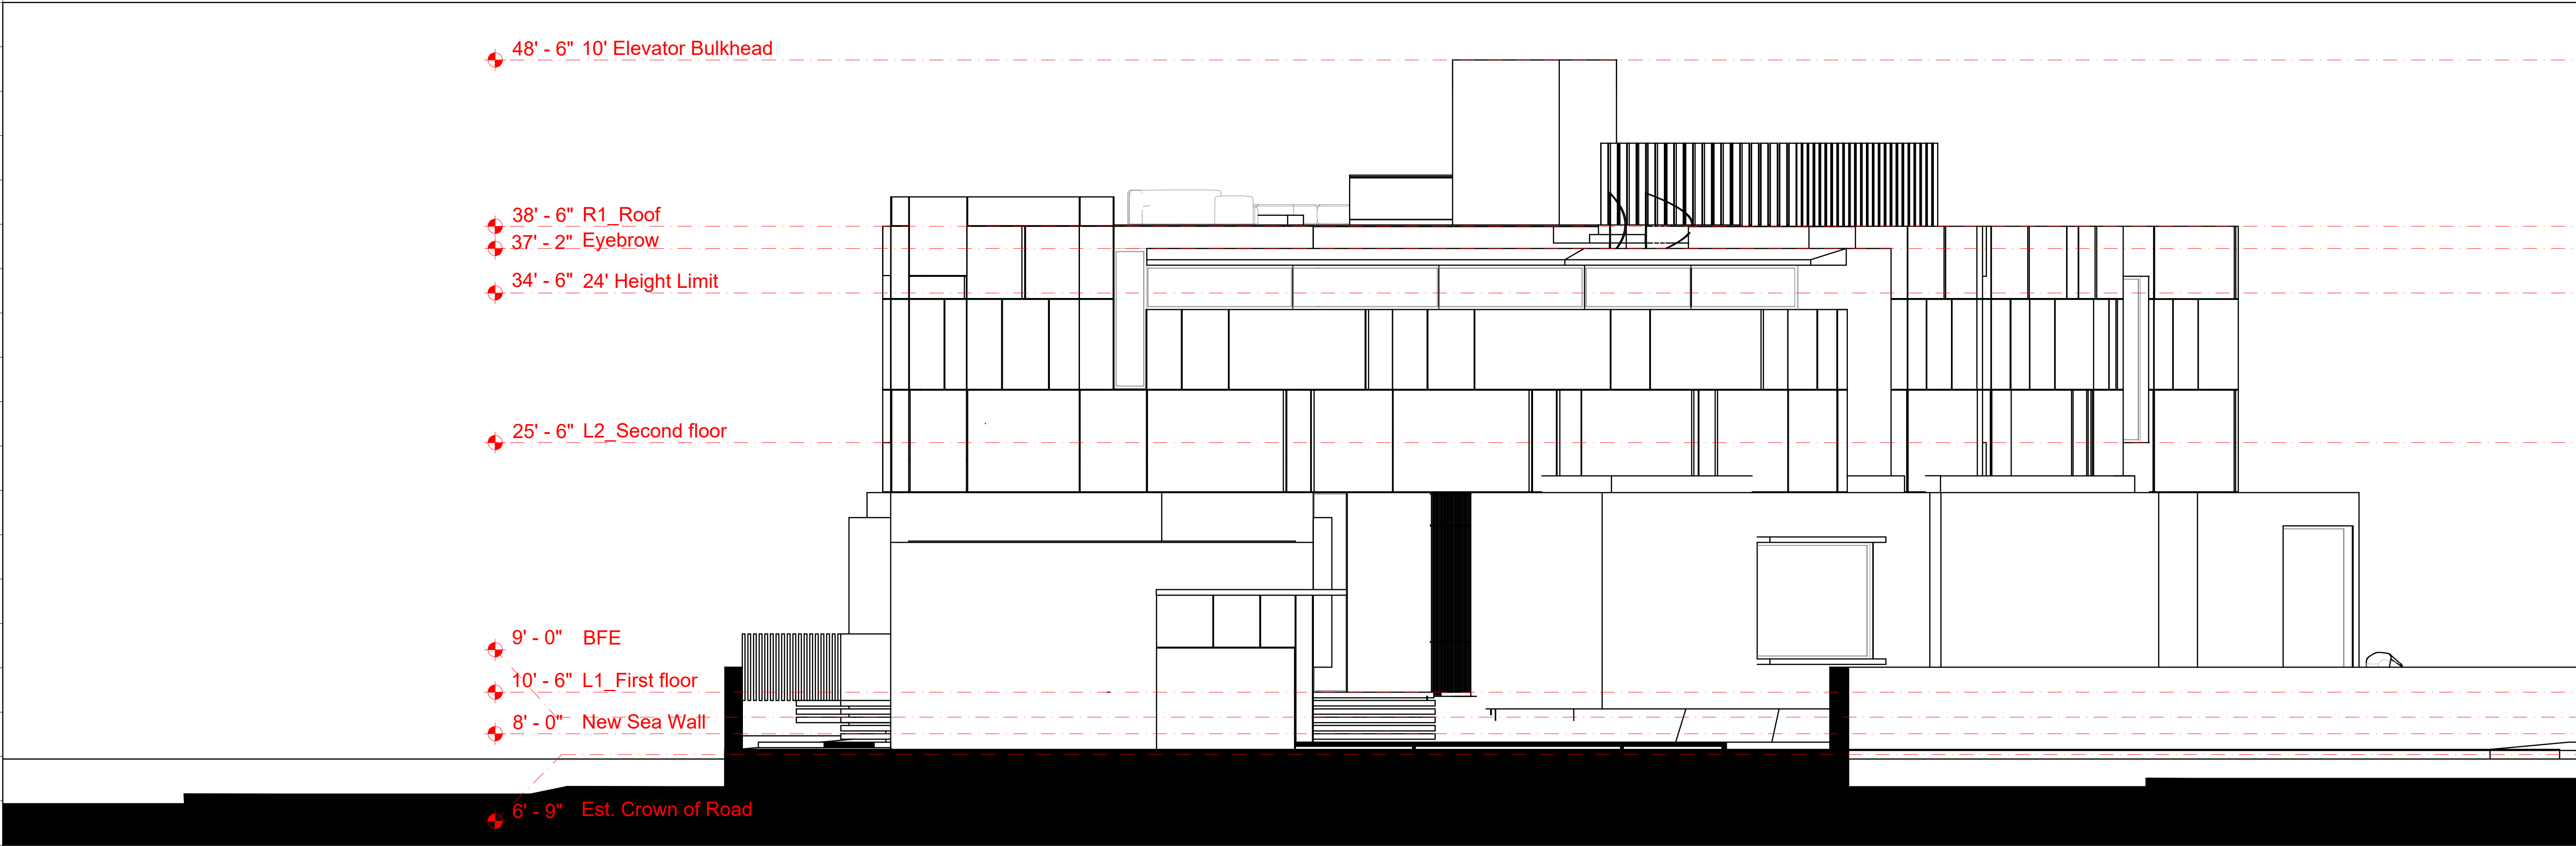 48' - 6" 10' Elevator Bulkhead
38' - 6" R1_Roof
37' - 2" Eyebrow
34' - 6" 24' Height Limit
25' - 6" L2_Second floor
9' - 0" BFE
10' - 6" L1_First floor
8' - 0" New Sea Wall
6' - 9" Est. Crown of Road